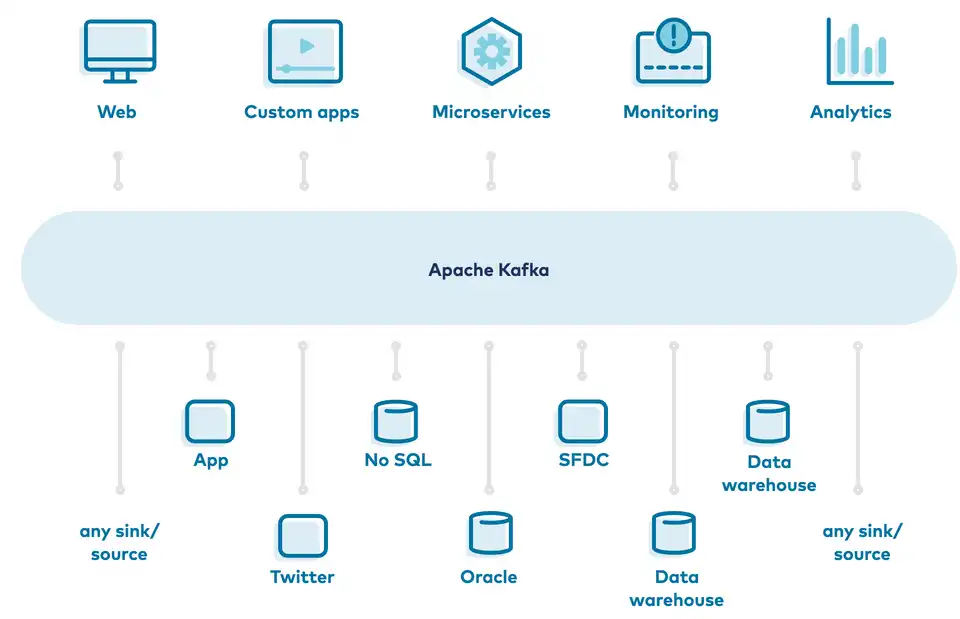 Web
Custom apps
Microservices
Monitoring
Analytics
Apache Kafka
App
No SQL
SFDC
Data
warehouse
any sink/
source
Twitter
Oracle
Data
warehouse
any sink/
source